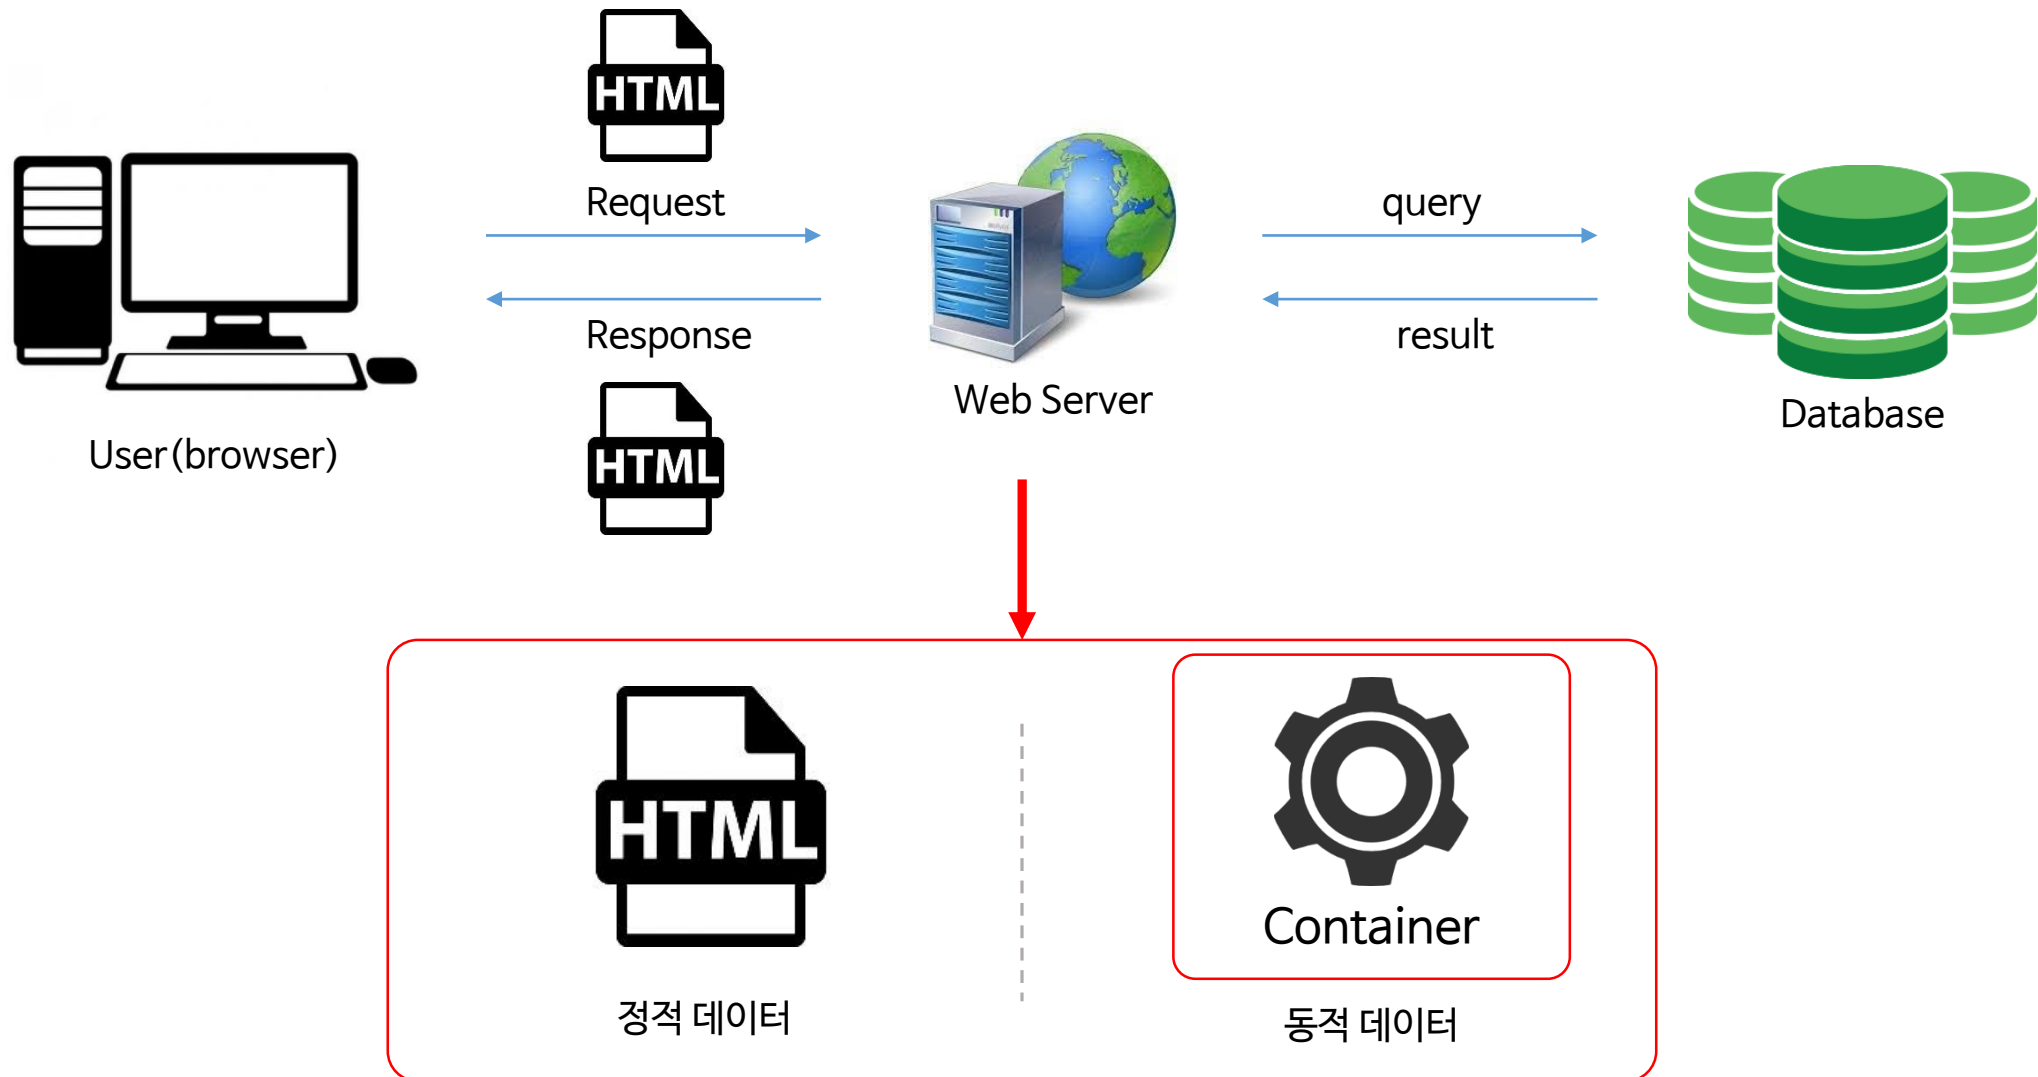 HTML
Request
Response
HTML
User(browser)
Web Server
query
result
Database
HTML
정적 데이터
Container
동적 데이터